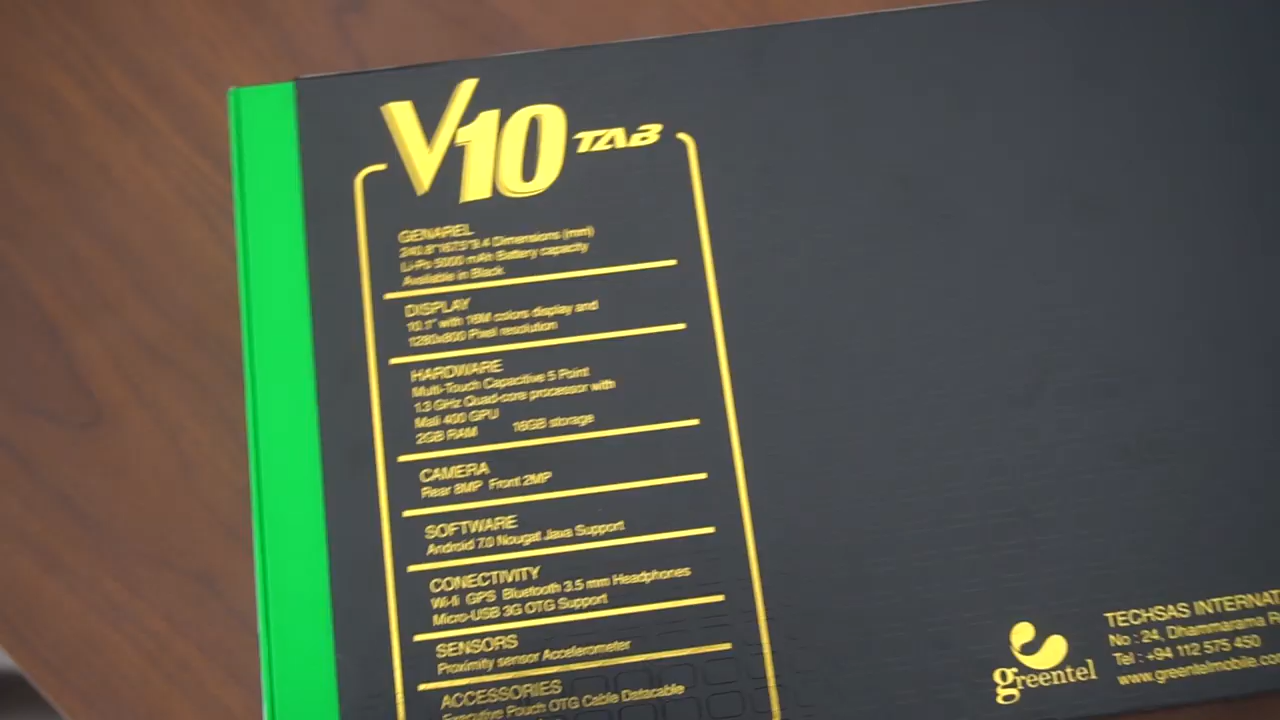 V10 TAB
GENAREL
240.8*167.5*9.4 Dimensions (mm)
Li-Po 5000 mAh Battery capacity
Available in Black
DISPLAY
10.1" with 16M colors display and
1280x800 Pixel resolution
HARDWARE
Multi-Touch Capacitive 5 Point
1.3 GHz Quad-core processor with
Mali 400 GPU
2GB RAM 16GB storage
CAMERA
Rear 8MP Front 2MP
SOFTWARE
Android 7.0 Nougat Java Support
CONECTIVITY
Wi-fi GPS Bluetooth 3.5 mm Headphones
Micro-USB 3G OTG Support
SENSORS
Proximity sensor Accelerometer
ACCESSORIES
Executive Pouch OTG Cable Datacable
greentel
TECHSAS INTERNAT
No : 24, Dhammarama R
Tel : +94 112 575 450
www.greentelmobile.co